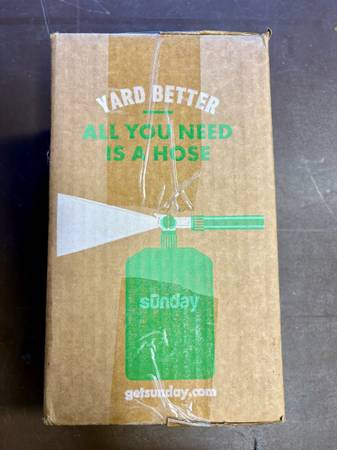 YARD BETTER
ALL YOU NEED
IS A HOSE
sunday
getsunday.com